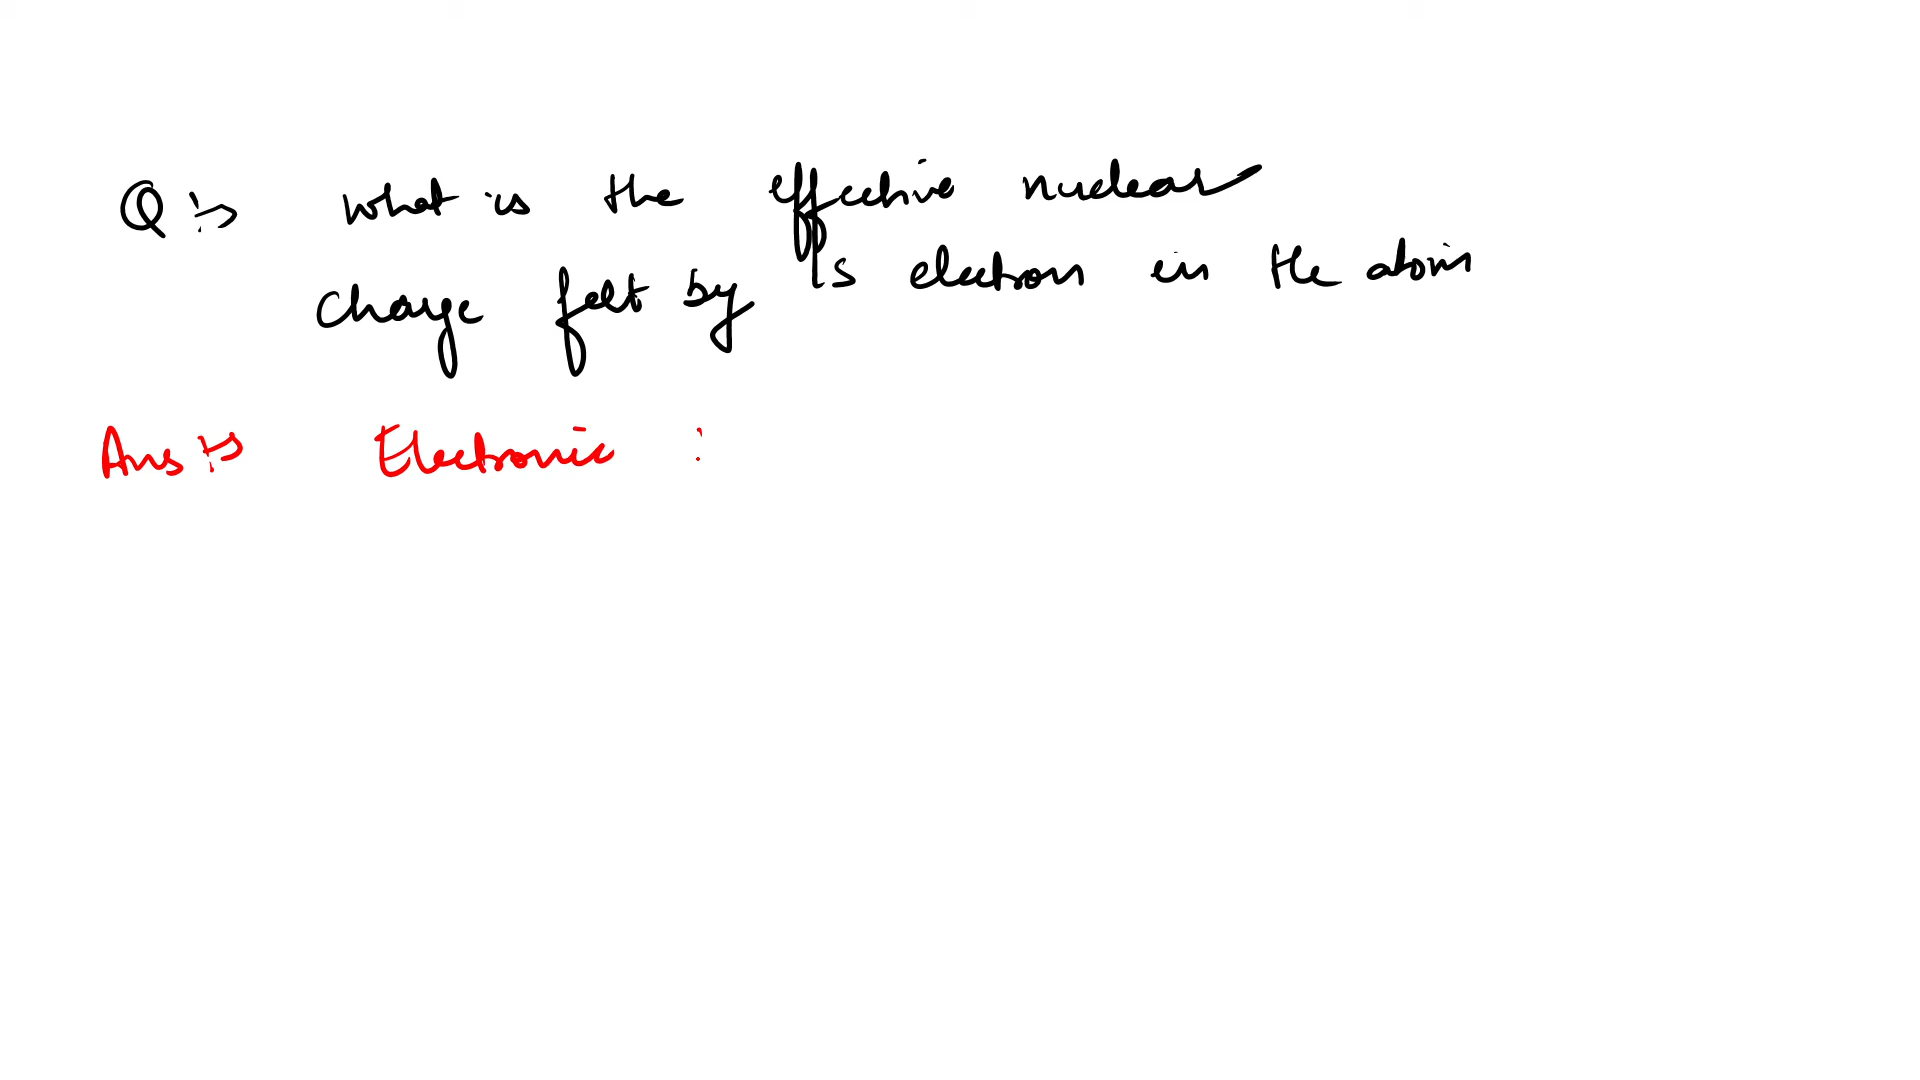 Q:→ What is the effective nuclear
charge felt by 1s electron in the atom
Ans:→ Electronic :